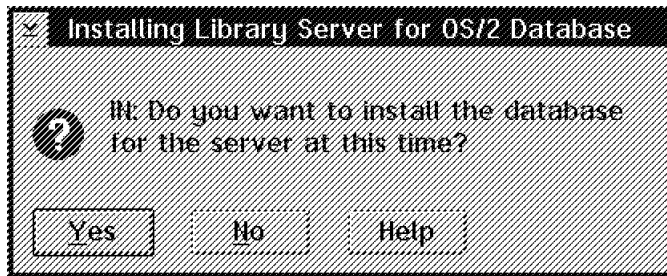 Installing Library Server for OS/2 Database
IN: Do you want to install the database
for the server at this time?
Yes No Help